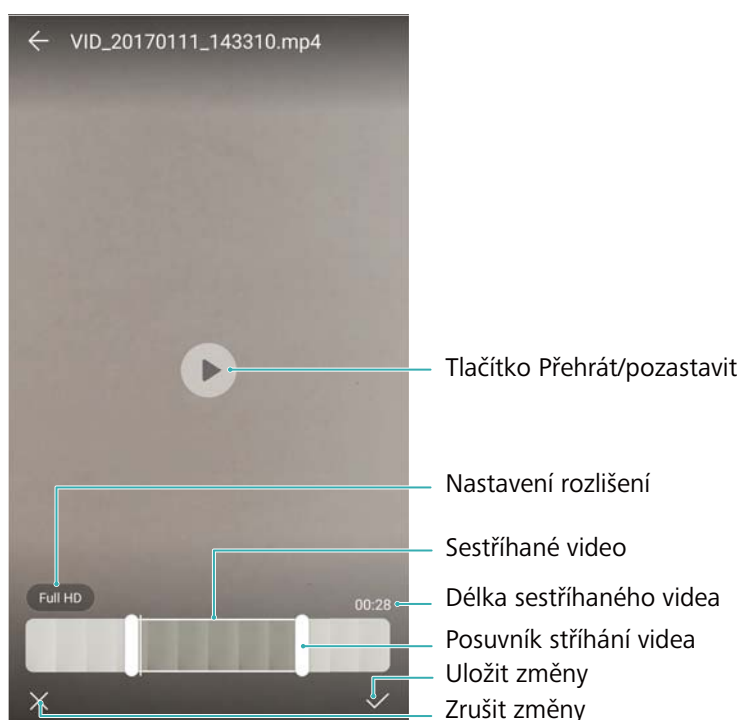 VID_20170111_143310.mp4
Tlačítko Přehrát/pozastavit
Nastavení rozlišení
Sestříhané video
Full HD
00:28
Délka sestříhaného videa
Posuvník stříhání videa
Uložit změny
Zrušit změny